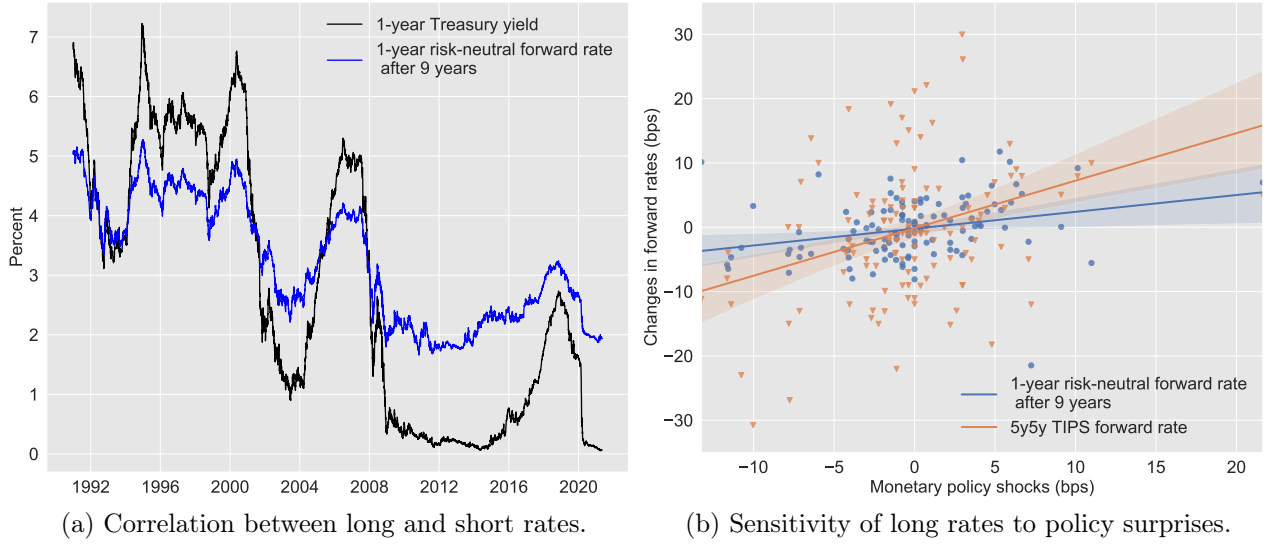 1-year Treasury yield
1-year risk-neutral forward rate
after 9 years
Percent
7
6
5
4
3
2
1
0
1992 1996 2000 2004 2008 2012 2016 2020
(a) Correlation between long and short rates.
Changes in forward rates (bps)
30
20
10
0
−10
−20
−30
1-year risk-neutral forward rate
after 9 years
5y5y TIPS forward rate
−10 −5 0 5 10 15 20
Monetary policy shocks (bps)
(b) Sensitivity of long rates to policy surprises.